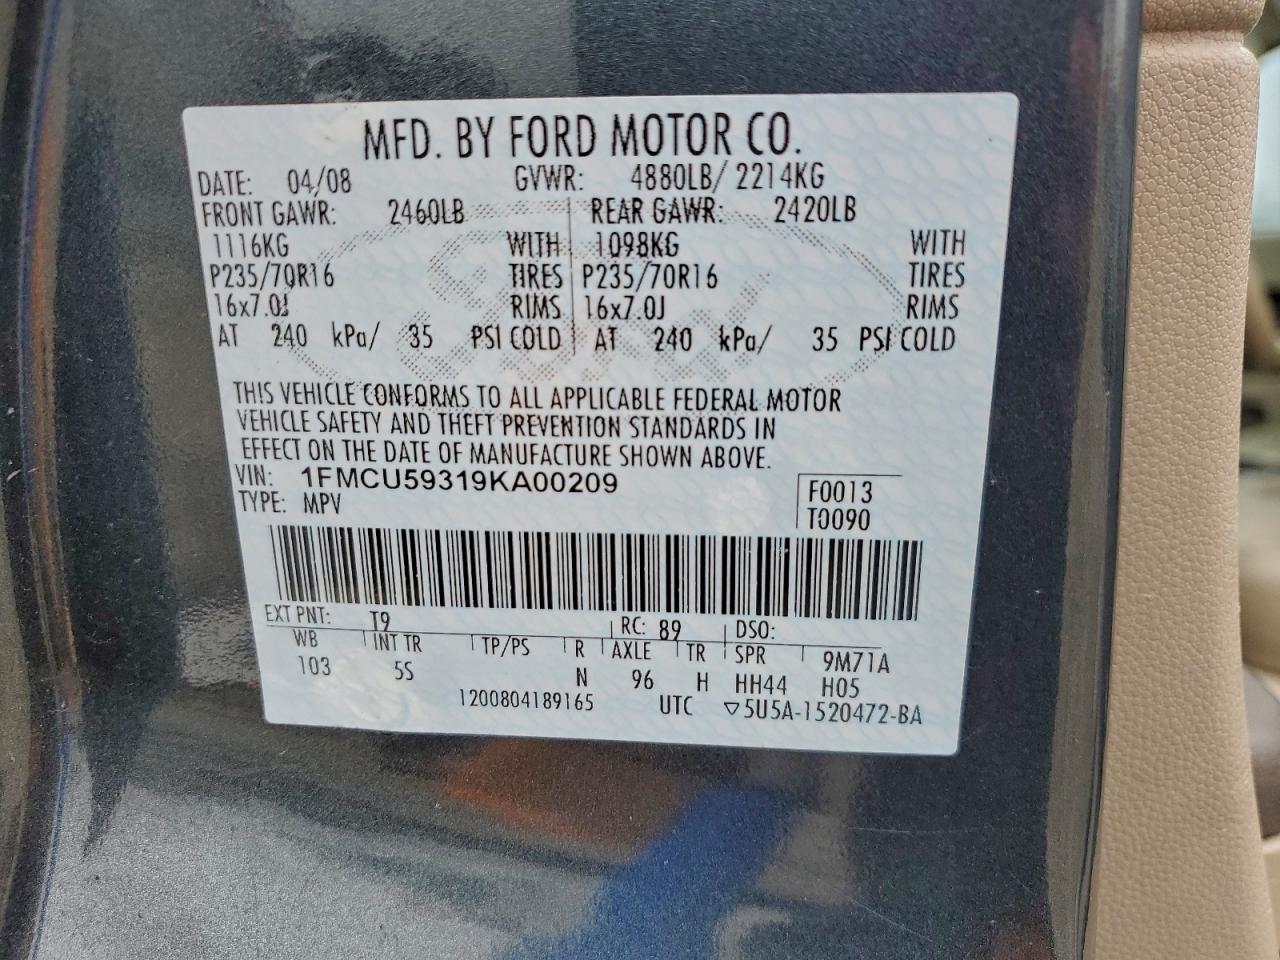 MFD. BY FORD MOTOR CO.
DATE: 04/08 GVWR: 4880LB/ 2214KG
FRONT GAWR: 2460LB REAR GAWR: 2420LB
1116KG WITH 1098KG WITH
P235/70R16 TIRES P235/70R16 TIRES
16x7.0J RIMS 16x7.0J RIMS
AT 240 kPa/ 35 PSI COLD AT 240 kPa/ 35 PSI COLD
Ford
THIS VEHICLE CONFORMS TO ALL APPLICABLE FEDERAL MOTOR
VEHICLE SAFETY AND THEFT PREVENTION STANDARDS IN
EFFECT ON THE DATE OF MANUFACTURE SHOWN ABOVE.
VIN: 1FMCU59319KA00209 F0013
TYPE: MPV T0090
EXT PNT: T9 RC: 89 DSO:
WB INT TR TP/PS R AXLE TR SPR 9M71A
103 5S N 96 H HH44 H05
1200804189165 UTC ▽5U5A-1520472-BA